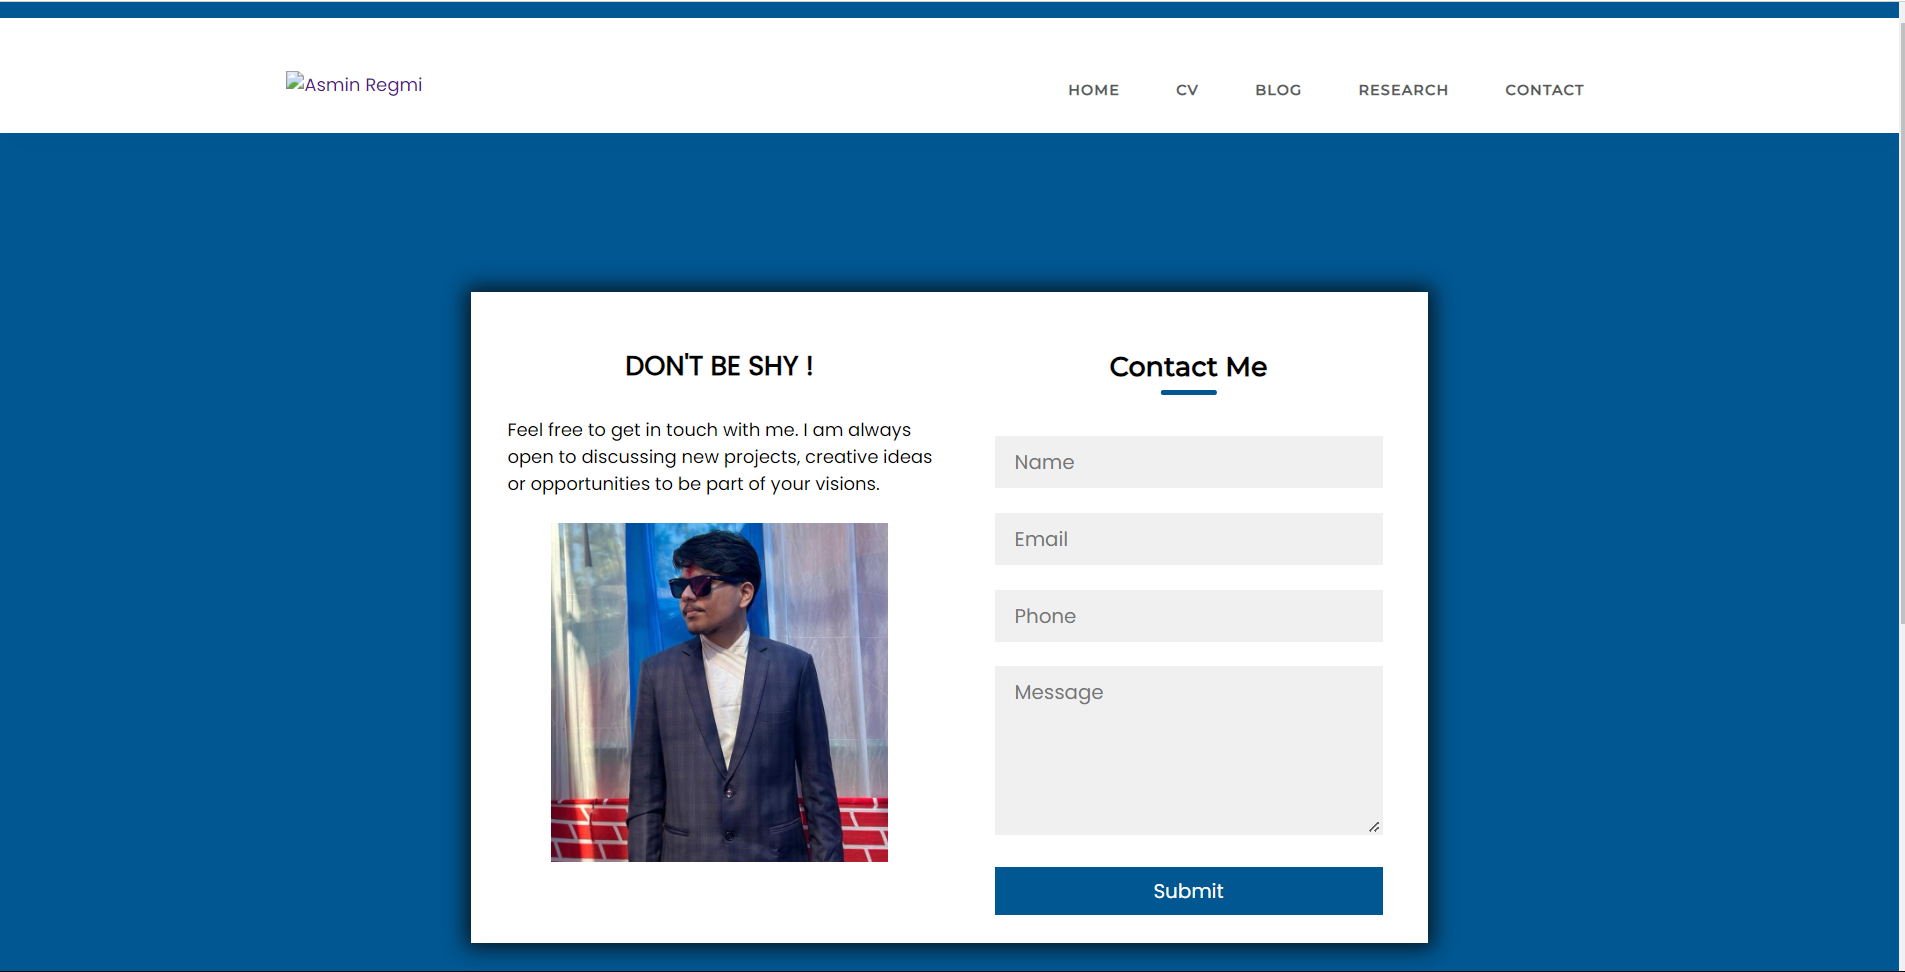 Asmin Regmi
HOME CV BLOG RESEARCH CONTACT
DON'T BE SHY !
Feel free to get in touch with me. I am always
open to discussing new projects, creative ideas
or opportunities to be part of your visions.
Contact Me
Name
Email
Phone
Message
Submit